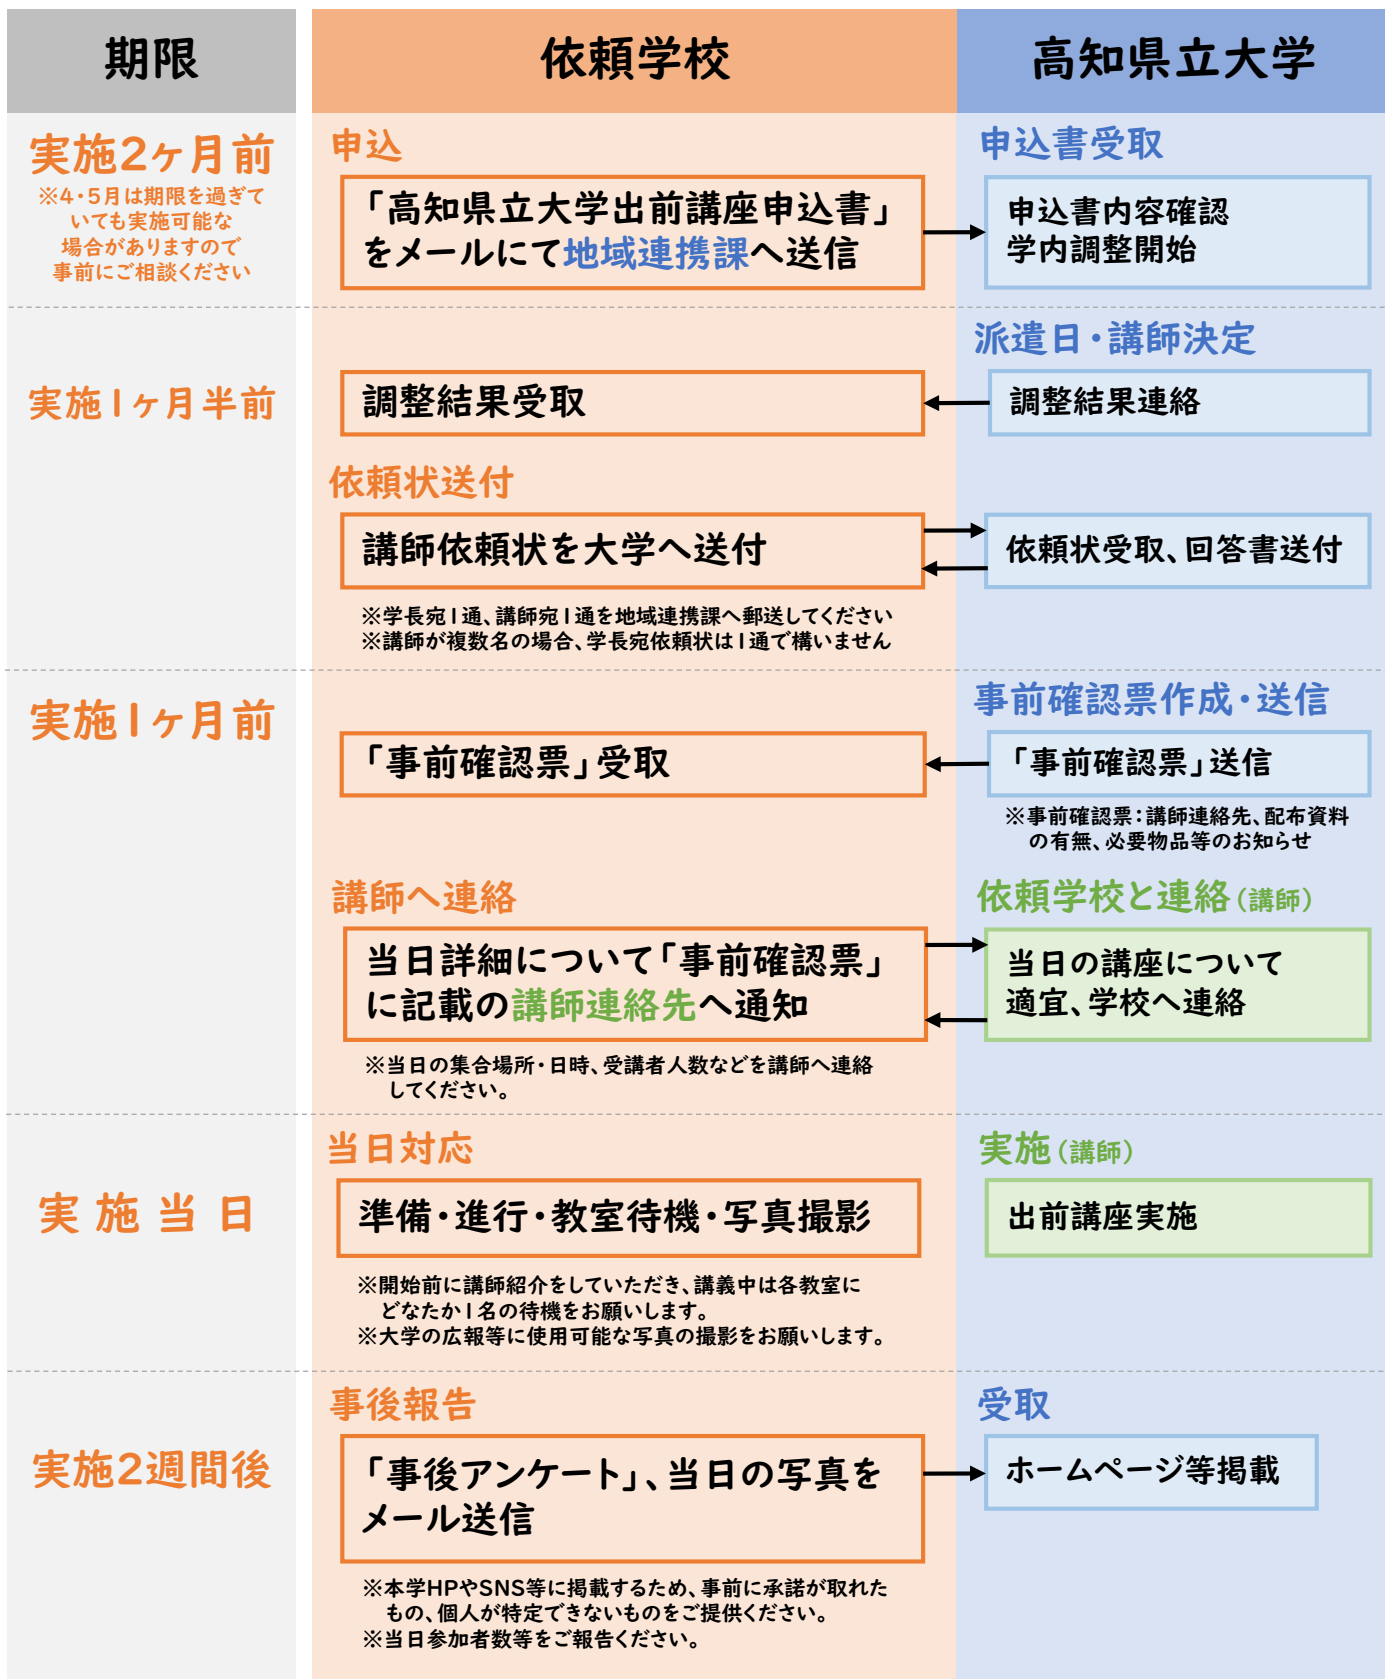 期限
依頼学校
高知県立大学
実施2ヶ月前
※4・5月は期限を過ぎて
いても実施可能な
場合がありますので
事前にご相談ください
申込
「高知県立大学出前講座申込書」
をメールにて地域連携課へ送信
申込書受取
申込書内容確認
学内調整開始
実施1ヶ月半前
派遣日・講師決定
調整結果受取
調整結果連絡
依頼状送付
講師依頼状を大学へ送付
依頼状受取、回答書送付
※学長宛1通、講師宛1通を地域連携課へ郵送してください
※講師が複数名の場合、学長宛依頼状は1通で構いません
実施1ヶ月前
事前確認票作成・送信
「事前確認票」受取
「事前確認票」送信
※事前確認票：講師連絡先、配布資料
の有無、必要物品等のお知らせ
講師へ連絡
当日詳細について「事前確認票」
に記載の講師連絡先へ通知
依頼学校と連絡（講師）
当日の講座について
適宜、学校へ連絡
※当日の集合場所・日時、受講者人数などを講師へ連絡
してください。
実施当日
当日対応
準備・進行・教室待機・写真撮影
実施（講師）
出前講座実施
※開始前に講師紹介をしていただき、講義中は各教室に
どなたか1名の待機をお願いします。
※大学の広報等に使用可能な写真の撮影をお願いします。
実施2週間後
事後報告
「事後アンケート」、当日の写真を
メール送信
受取
ホームページ等掲載
※本学HPやSNS等に掲載するため、事前に承諾が取れた
もの、個人が特定できないものをご提供ください。
※当日参加者数等をご報告ください。